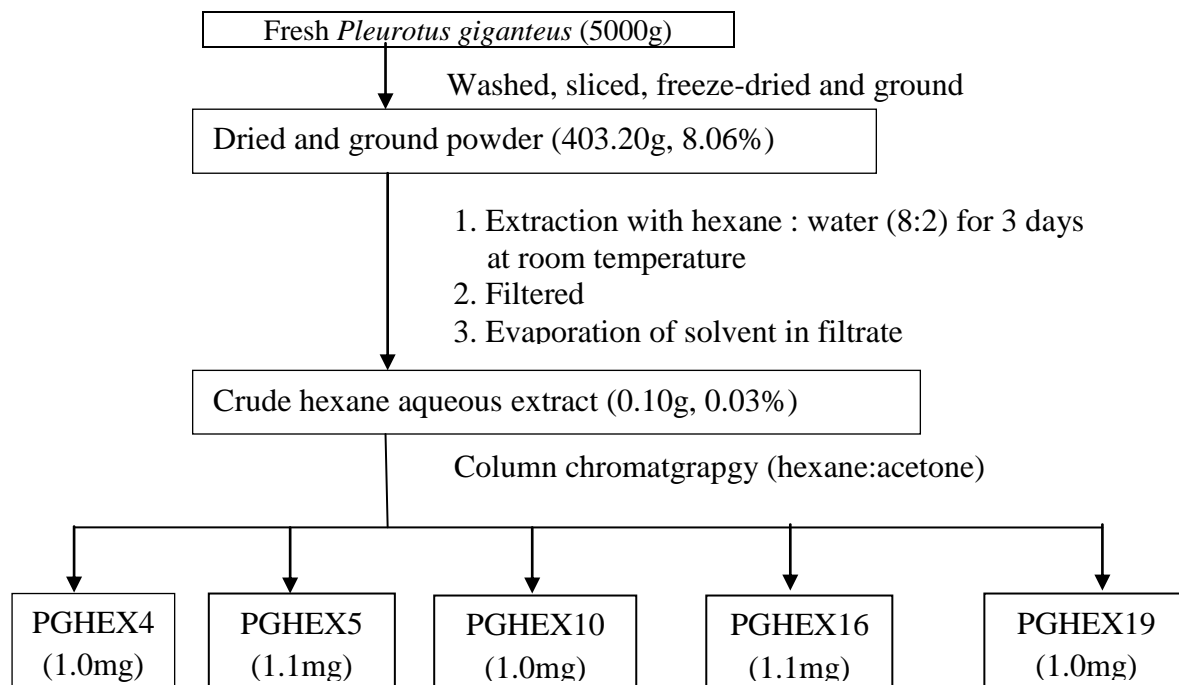 Fresh Pleurotus giganteus (5000g)
Washed, sliced, freeze-dried and ground
Dried and ground powder (403.20g, 8.06%)
1. Extraction with hexane : water (8:2) for 3 days
at room temperature
2. Filtered
3. Evaporation of solvent in filtrate
Crude hexane aqueous extract (0.10g, 0.03%)
Column chromatgrapgy (hexane:acetone)
PGHEX4
(1.0mg)
PGHEX5
(1.1mg)
PGHEX10
(1.0mg)
PGHEX16
(1.1mg)
PGHEX19
(1.0mg)